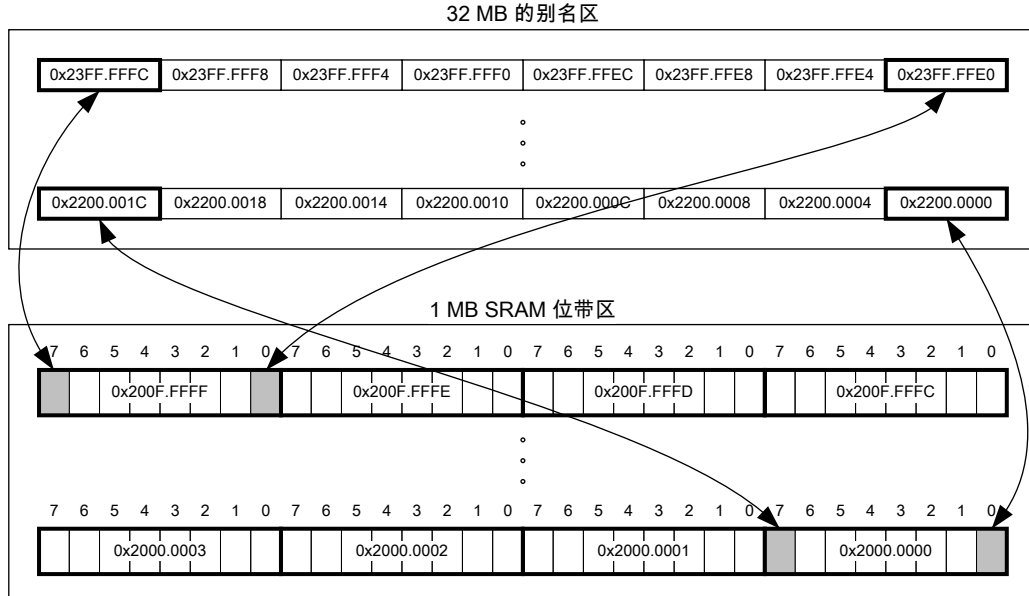 32 MB 的别名区
0x23FF.FFFC 0x23FF.FFF8 0x23FF.FFF4 0x23FF.FFF0 0x23FF.FFEC 0x23FF.FFE8 0x23FF.FFE4 0x23FF.FFE0
0x2200.001C 0x2200.0018 0x2200.0014 0x2200.0010 0x2200.000C 0x2200.0008 0x2200.0004 0x2200.0000
1 MB SRAM 位带区
7 6 5 4 3 2 1 0 7 6 5 4 3 2 1 0 7 6 5 4 3 2 1 0 7 6 5 4 3 2 1 0
0x200F.FFFF 0x200F.FFFE 0x200F.FFFD 0x200F.FFFC
7 6 5 4 3 2 1 0 7 6 5 4 3 2 1 0 7 6 5 4 3 2 1 0 7 6 5 4 3 2 1 0
0x2000.0003 0x2000.0002 0x2000.0001 0x2000.0000